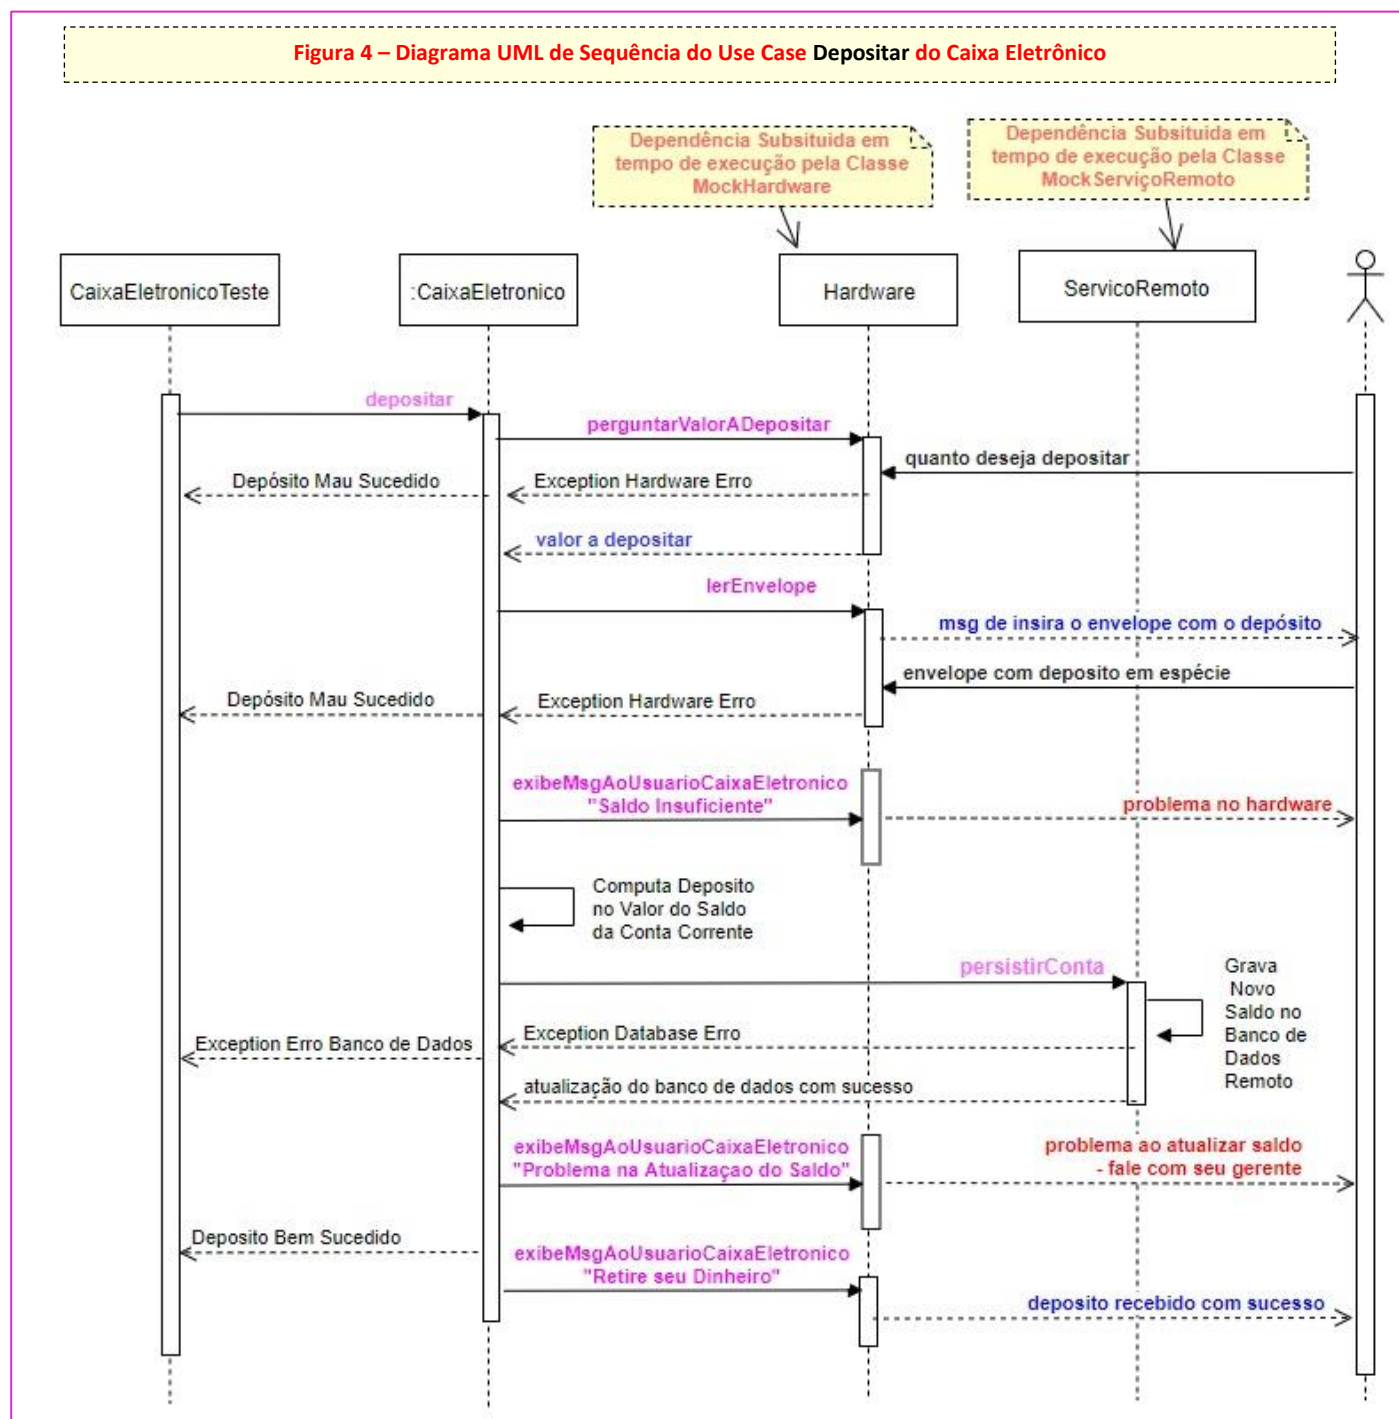 Figura 4 – Diagrama UML de Sequência do Use Case Depositar do Caixa Eletrônico
Dependência Subsituida em
tempo de execução pela Classe
MockHardware
Dependência Subsituida em
tempo de execução pela Classe
MockServiçoRemoto
CaixaEletronicoTeste
:CaixaEletronico
Hardware
ServicoRemoto
depositar
perguntarValorADepositar
quanto deseja depositar
Depósito Mau Sucedido
Exception Hardware Erro
valor a depositar
lerEnvelope
msg de insira o envelope com o depósito
envelope com deposito em espécie
Depósito Mau Sucedido
Exception Hardware Erro
exibeMsgAoUsuarioCaixaEletronico
"Saldo Insuficiente"
problema no hardware
Computa Deposito
no Valor do Saldo
da Conta Corrente
persistirConta
Grava
Novo
Saldo no
Banco de
Dados
Remoto
Exception Database Erro
Exception Erro Banco de Dados
atualização do banco de dados com sucesso
exibeMsgAoUsuarioCaixaEletronico
"Problema na Atualizaçao do Saldo"
problema ao atualizar saldo
- fale com seu gerente
Deposito Bem Sucedido
exibeMsgAoUsuarioCaixaEletronico
"Retire seu Dinheiro"
deposito recebido com sucesso